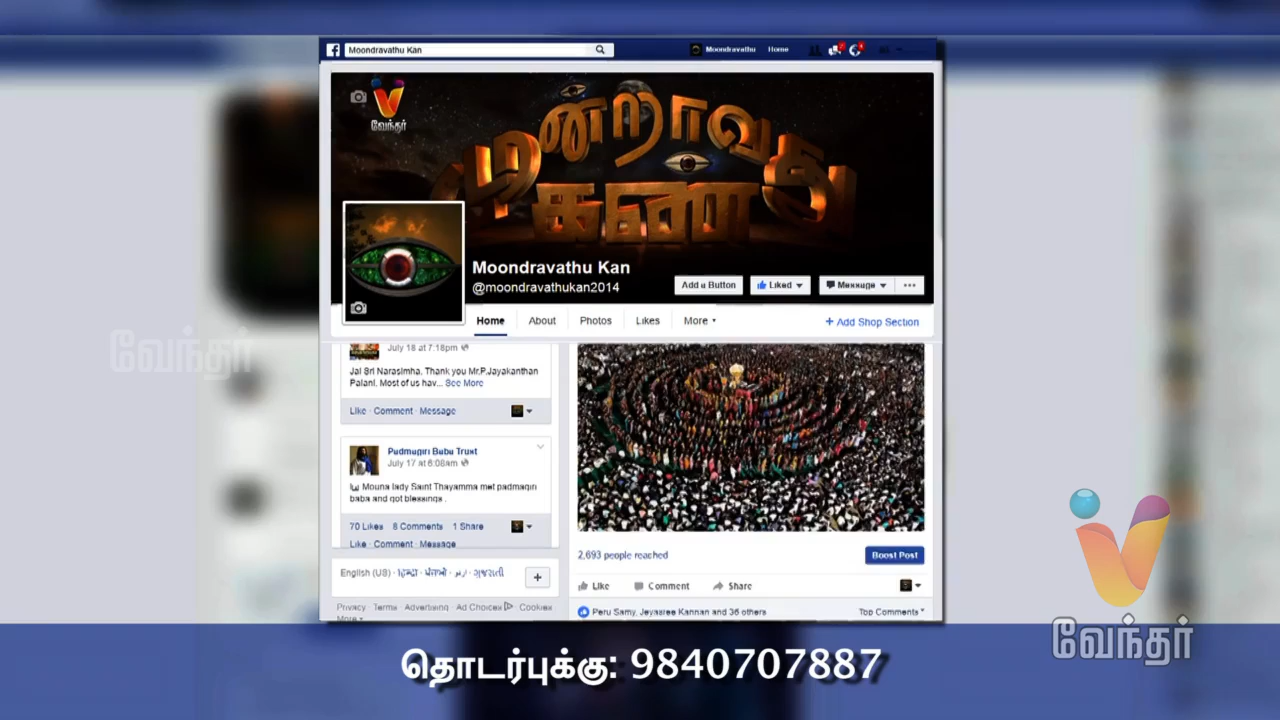 Moondravathu Kan
Moondravathu Home
வேந்தர்
மூன்றாவது
கண்
Moondravathu Kan
@moondravathukan2014
Add a Button Liked Message
Home About Photos Likes More
+ Add Shop Section
July 18 at 7:18pm
Jai Sri Narasimha, Thank you Mr.P.Jayakanthan
Palani. Most of us hav... See More
Like · Comment · Message
Padmagiri Baba Trust
July 17 at 6:08am
Mouna lady Saint Thayamma met padmagiri
baba and got blessings .
70 Likes 8 Comments 1 Share
Like · Comment · Message
English (US) · हिन्दी · ਪੰਜਾਬੀ · اردو · ગુજરાતી
+
Privacy Terms Advertising Ad Choices Cookies
More
2,693 people reached
Boost Post
Like Comment Share
Peru Samy, Jeyasree Kannan and 36 others
Top Comments
வேந்தர்
வேந்தர்
தொடர்புக்கு: 9840707887